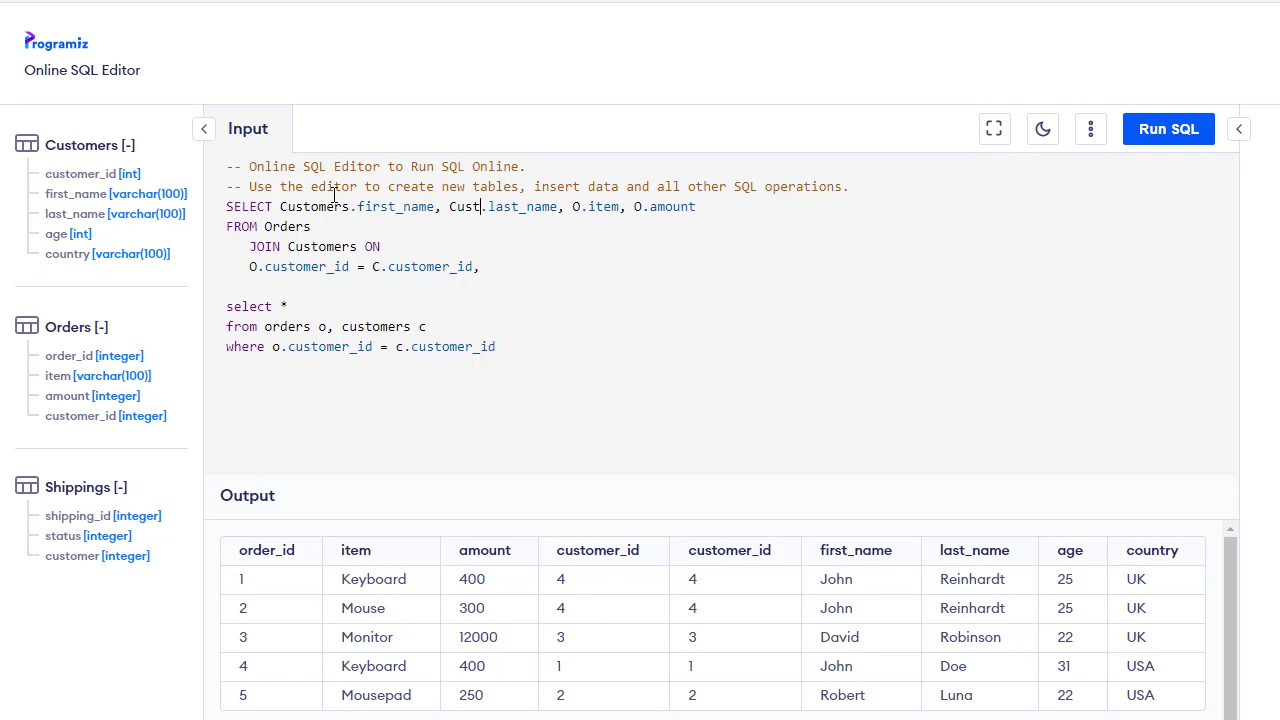 Programiz
Online SQL Editor
Customers [-]
customer_id [int]
first_name [varchar(100)]
last_name [varchar(100)]
age [int]
country [varchar(100)]
Orders [-]
order_id [integer]
item [varchar(100)]
amount [integer]
customer_id [integer]
Shippings [-]
shipping_id [integer]
status [integer]
customer [integer]
Input
Run SQL
-- Online SQL Editor to Run SQL Online.
-- Use the editor to create new tables, insert data and all other SQL operations.
SELECT Customers.first_name, Cust.last_name, O.item, O.amount
FROM Orders
JOIN Customers ON
O.customer_id = C.customer_id,
select *
from orders o, customers c
where o.customer_id = c.customer_id
Output
order_id item amount customer_id customer_id first_name last_name age country
1 Keyboard 400 4 4 John Reinhardt 25 UK
2 Mouse 300 4 4 John Reinhardt 25 UK
3 Monitor 12000 3 3 David Robinson 22 UK
4 Keyboard 400 1 1 John Doe 31 USA
5 Mousepad 250 2 2 Robert Luna 22 USA